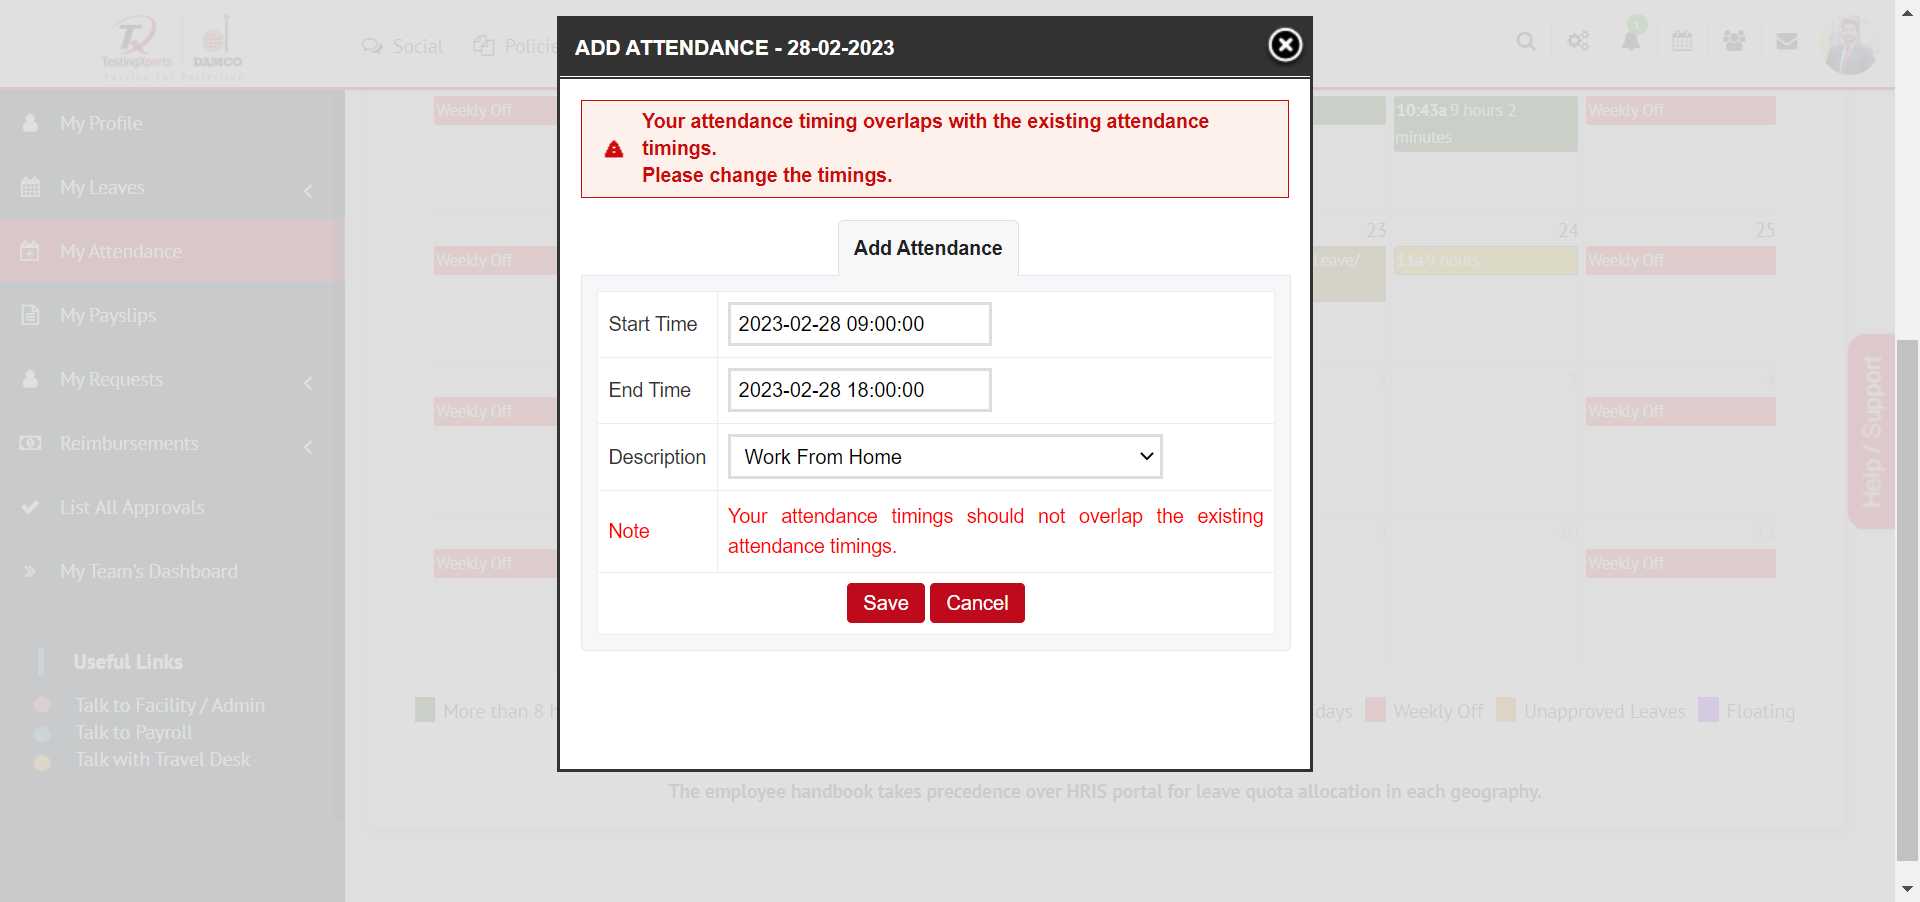 TestingXperts
DAMCO
Passion For Perfection
Social
ADD ATTENDANCE - 28-02-2023
1
My Profile
My Leaves
My Attendance
My Payslips
My Requests
Reimbursements
List All Approvals
My Team's Dashboard
Useful Links
Talk to Facility / Admin
Talk to Payroll
Talk with Travel Desk
Weekly Off
10:43a 9 hours 2
minutes
Weekly Off
23
24
25
Weekly Off
Leave/
11a 9 hours
Weekly Off
Weekly Off
Weekly Off
Weekly Off
Weekly Off
Your attendance timing overlaps with the existing attendance
timings.
Please change the timings.
Add Attendance
Start Time 2023-02-28 09:00:00
End Time 2023-02-28 18:00:00
Description Work From Home
Note
Your attendance timings should not overlap the existing
attendance timings.
Save Cancel
More than 8
days
Weekly Off
Unapproved Leaves
Floating
The employee handbook takes precedence over HRIS portal for leave quota allocation in each geography.
Help / Support